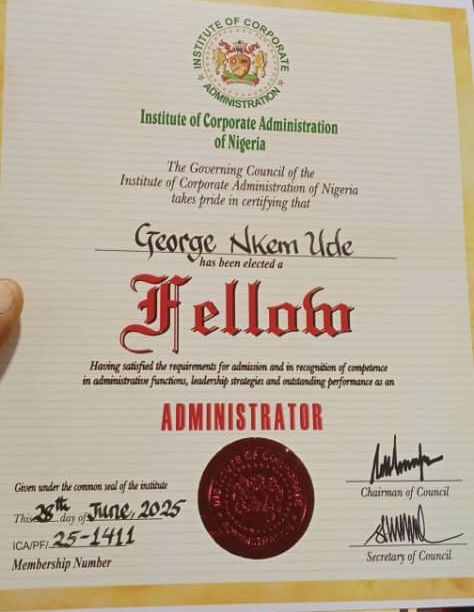 INSTITUTE OF CORPORATE
ADMINISTRATION
Institute of Corporate Administration
of Nigeria
The Governing Council of the
Institute of Corporate Administration of Nigeria
takes pride in certifying that
George Nkem Ude
has been elected a
Fellow
Having satisfied the requirements for admission and in recognition of competence
in administrative functions, leadership strategies and outstanding performance as an
ADMINISTRATOR
INSTITUTE OF CORPORATE
Given under the common seal of the institute
This 28th day of June, 2025
ICA/PF/ 25-1411
Membership Number
Chairman of Council
Secretary of Council